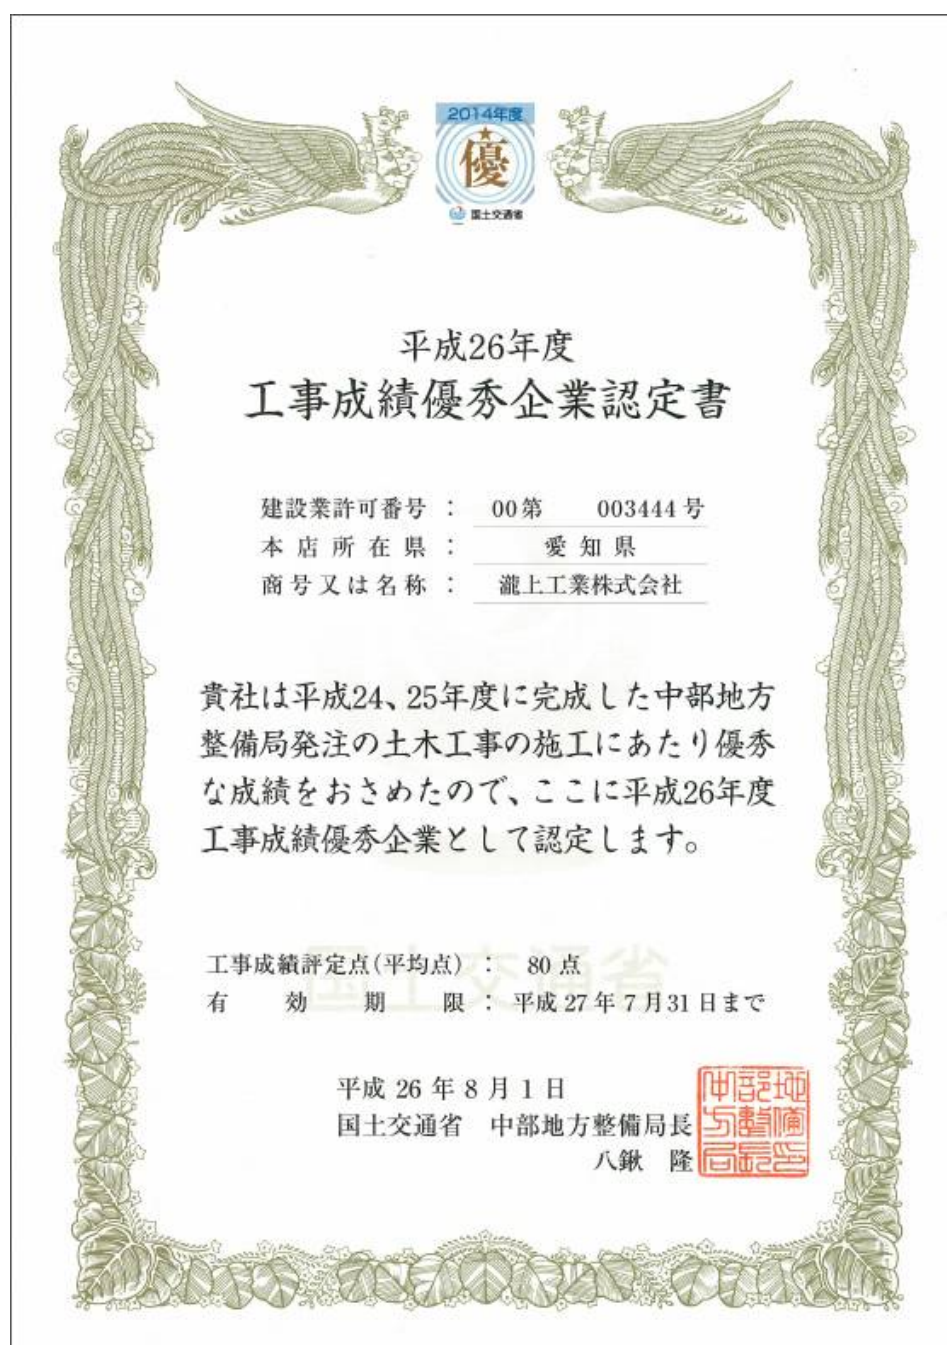 2014年度
優
国土交通省
平成26年度
工事成績優秀企業認定書
建設業許可番号 : 00第 003444号
本店所在県 : 愛知県
商号又は名称 : 瀧上工業株式会社
貴社は平成24、25年度に完成した中部地方
整備局発注の土木工事の施工にあたり優秀
な成績をおさめたので、ここに平成26年度
工事成績優秀企業として認定します。
国土交通省
工事成績評定点(平均点) : 80点
有効期限 : 平成27年7月31日まで
平成26年8月1日
国土交通省 中部地方整備局長
八鍬 隆